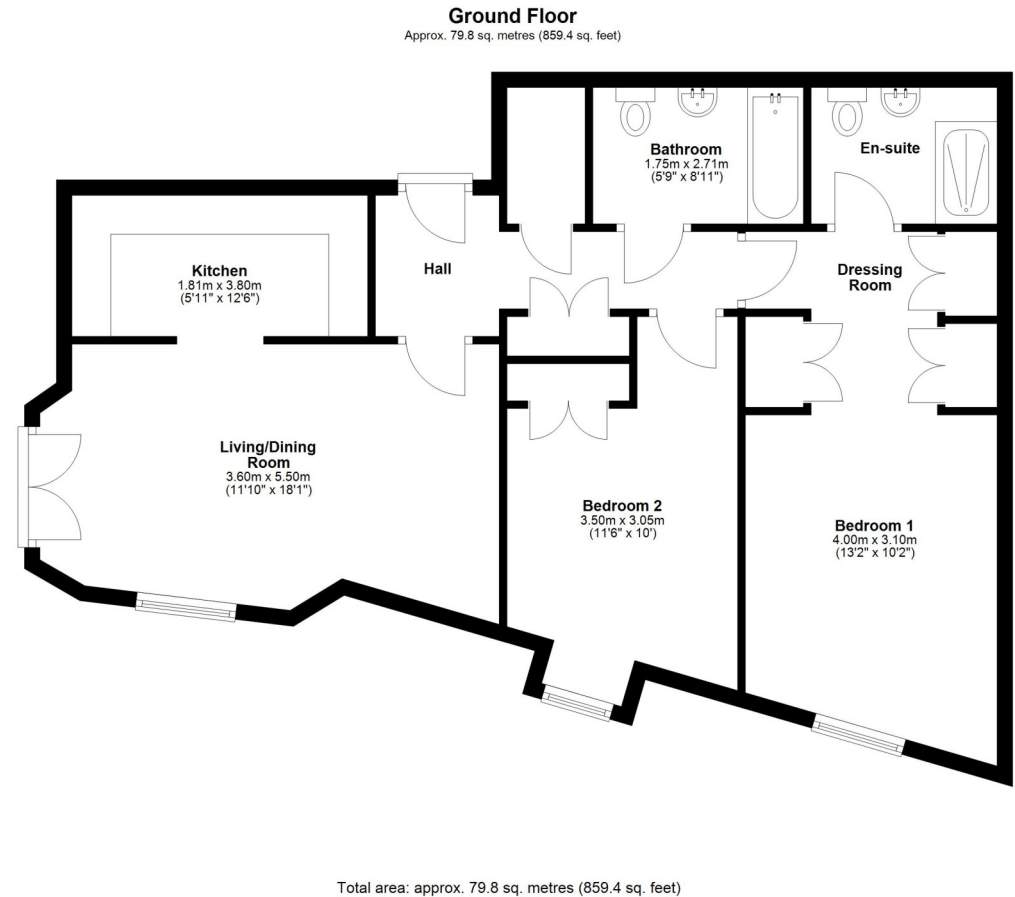 Ground Floor
Approx. 79.8 sq. metres (859.4 sq. feet)
Bathroom
1.75m x 2.71m
(5'9" x 8'11")
En-suite
Kitchen
1.81m x 3.80m
(5'11" x 12'6")
Hall
Dressing
Room
Living/Dining
Room
3.60m x 5.50m
(11'10" x 18'1")
Bedroom 2
3.50m x 3.05m
(11'6" x 10')
Bedroom 1
4.00m x 3.10m
(13'2" x 10'2")
Total area: approx. 79.8 sq. metres (859.4 sq. feet)